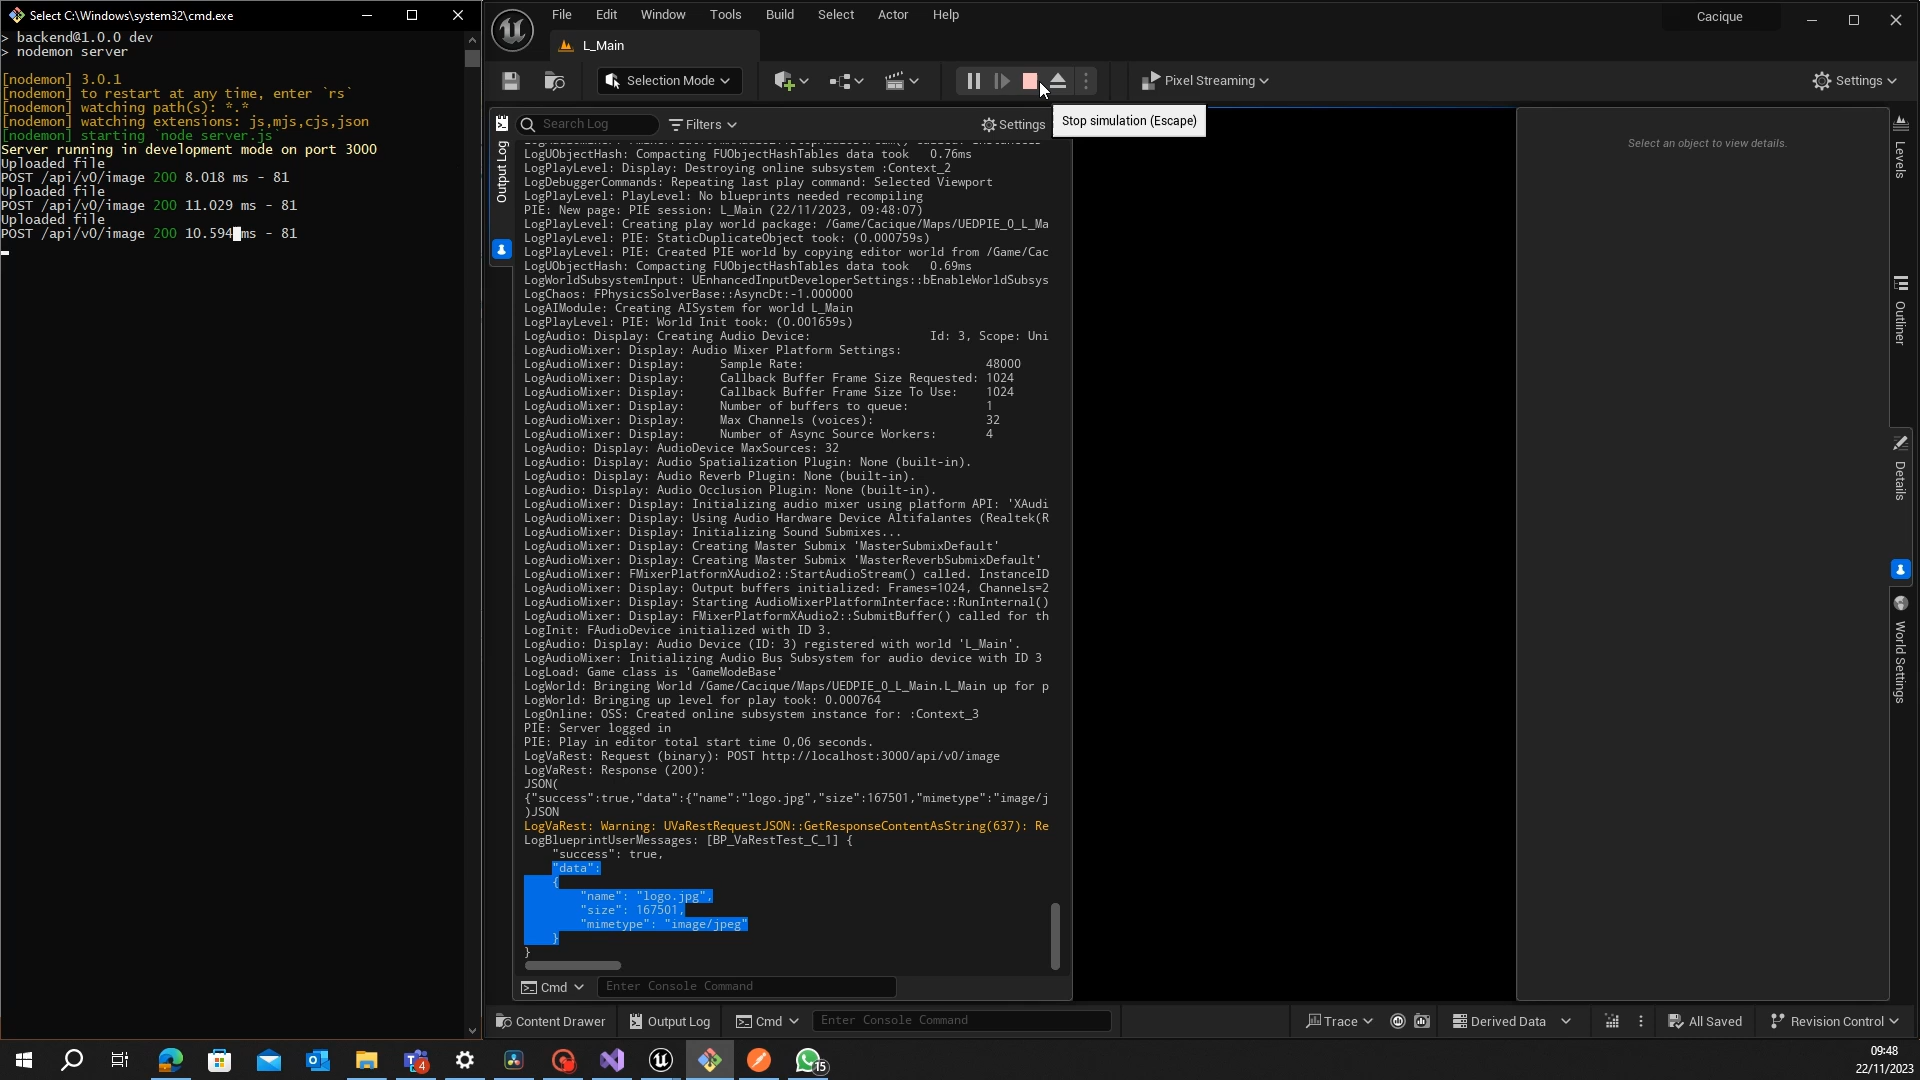 Select C:\Windows\system32\cmd.exe
> backend@1.0.0 dev
> nodemon server
[nodemon] 3.0.1
[nodemon] to restart at any time, enter `rs`
[nodemon] watching path(s): *.*
[nodemon] watching extensions: js,mjs,cjs,json
[nodemon] starting `node server.js`
Server running in development mode on port 3000
Uploaded file
POST /api/v0/image 200 8.018 ms - 81
Uploaded file
POST /api/v0/image 200 11.029 ms - 81
Uploaded file
POST /api/v0/image 200 10.594 ms - 81
File Edit Window Tools Build Select Actor Help
Cacique
L_Main
Selection Mode
Pixel Streaming
Settings
Stop simulation (Escape)
Output Log
Search Log
Filters
Settings
LogUObjectHash: Compacting FUObjectHashTables data took   0.76ms
LogPlayLevel: Display: Destroying online subsystem :Context_2
LogDebuggerCommands: Repeating last play command: Selected Viewport
LogPlayLevel: PlayLevel: No blueprints needed recompiling
PIE: New page: PIE session: L_Main (22/11/2023, 09:48:07)
LogPlayLevel: Creating play world package: /Game/Cacique/Maps/UEDPIE_0_L_Ma
LogPlayLevel: PIE: StaticDuplicateObject took: (0.000759s)
LogPlayLevel: PIE: Created PIE world by copying editor world from /Game/Cac
LogUObjectHash: Compacting FUObjectHashTables data took   0.69ms
LogWorldSubsystemInput: UEnhancedInputDeveloperSettings::bEnableWorldSubsys
LogChaos: FPhysicsSolverBase::AsyncDt:-1.000000
LogAIModule: Creating AISystem for world L_Main
LogPlayLevel: PIE: World Init took: (0.001659s)
LogAudio: Display: Creating Audio Device:                 Id: 3, Scope: Uni
LogAudioMixer: Display: Audio Mixer Platform Settings:
LogAudioMixer: Display:     Sample Rate:                          48000
LogAudioMixer: Display:     Callback Buffer Frame Size Requested: 1024
LogAudioMixer: Display:     Callback Buffer Frame Size To Use:    1024
LogAudioMixer: Display:     Number of buffers to queue:           1
LogAudioMixer: Display:     Max Channels (voices):                32
LogAudioMixer: Display:     Number of Async Source Workers:       4
LogAudio: Display: AudioDevice MaxSources: 32
LogAudio: Display: Audio Spatialization Plugin: None (built-in).
LogAudio: Display: Audio Reverb Plugin: None (built-in).
LogAudio: Display: Audio Occlusion Plugin: None (built-in).
LogAudioMixer: Display: Initializing audio mixer using platform API: 'XAudi
LogAudioMixer: Display: Using Audio Hardware Device Altifalantes (Realtek(R
LogAudioMixer: Display: Initializing Sound Submixes...
LogAudioMixer: Display: Creating Master Submix 'MasterSubmixDefault'
LogAudioMixer: Display: Creating Master Submix 'MasterReverbSubmixDefault'
LogAudioMixer: FMixerPlatformXAudio2::StartAudioStream() called. InstanceID
LogAudioMixer: Display: Output buffers initialized: Frames=1024, Channels=2
LogAudioMixer: Display: Starting AudioMixerPlatformInterface::RunInternal()
LogAudioMixer: Display: FMixerPlatformXAudio2::SubmitBuffer() called for th
LogInit: FAudioDevice initialized with ID 3.
LogAudio: Display: Audio Device (ID: 3) registered with world 'L_Main'.
LogAudioMixer: Initializing Audio Bus Subsystem for audio device with ID 3
LogLoad: Game class is 'GameModeBase'
LogWorld: Bringing World /Game/Cacique/Maps/UEDPIE_0_L_Main.L_Main up for p
LogWorld: Bringing up level for play took: 0.000764
LogOnline: OSS: Created online subsystem instance for: :Context_3
PIE: Server logged in
PIE: Play in editor total start time 0,06 seconds.
LogVaRest: Request (binary): POST http://localhost:3000/api/v0/image
LogVaRest: Response (200):
JSON(
{"success":true,"data":{"name":"logo.jpg","size":167501,"mimetype":"image/j
)JSON
LogVaRest: Warning: UVaRestRequestJSON::GetResponseContentAsString(637): Re
LogBlueprintUserMessages: [BP_VaRestTest_C_1] {
"success": true,
"data":
{
"name": "logo.jpg",
"size": 167501,
"mimetype": "image/jpeg"
}
}
Cmd
Enter Console Command
Select an object to view details.
Levels
Outliner
Details
World Settings
Content Drawer
Output Log
Cmd
Enter Console Command
Trace
Derived Data
All Saved
Revision Control
4
15
09:48
22/11/2023